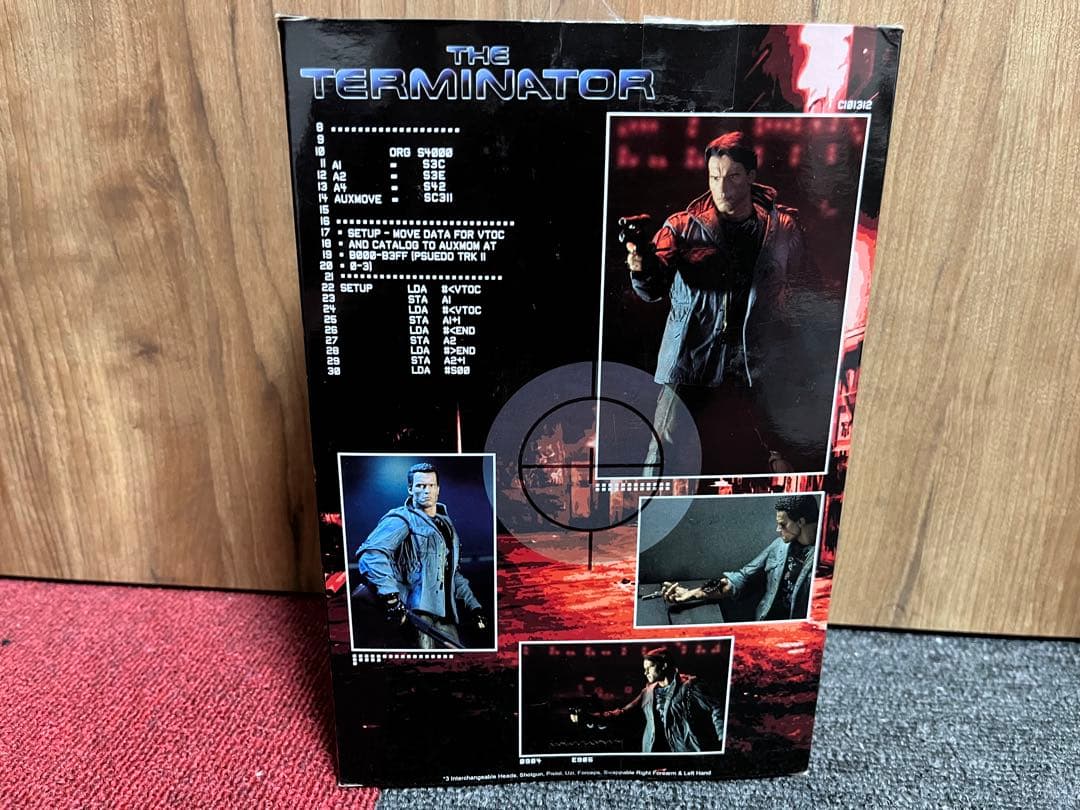 THE
TERMINATOR
C101312
8 ********************
9
10 ORG $4000
11 A1 = $3C
12 A2 = $3E
13 A4 = $42
14 AUXMOVE = $C311
15
16 ****************************
17 * SETUP - MOVE DATA FOR VTOC
18 * AND CATALOG TO AUXMOM AT
19 * B000-B3FF (PSUEDO TRK 11
20 * 0-3)
21 ****************************
22 SETUP LDA #<VTOC
23 STA A1
24 LDA #<VTOC
25 STA A1+1
26 LDA #<END
27 STA A2
28 LDA #>END
29 STA A2+1
30 LDA #$00
0984 E905
*3 Interchangeable Heads, Shotgun, Pistol, Uzi, Forceps, Swappable Right Forearm & Left Hand